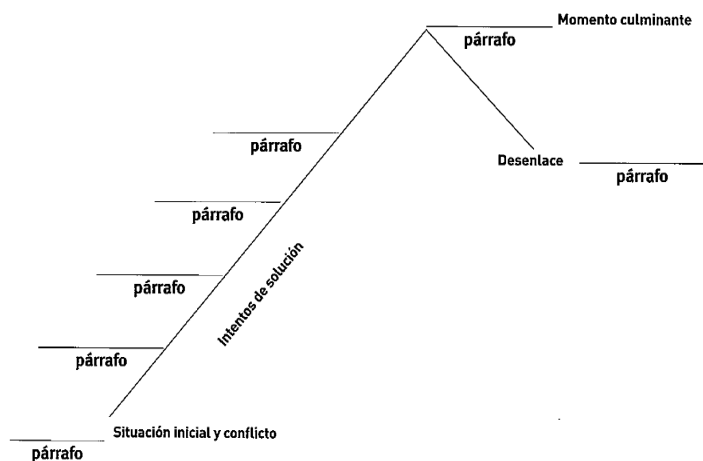 Momento culminante
párrafo
párrafo
Desenlace
párrafo
párrafo
párrafo
Intentos de solución
párrafo
Situación inicial y conflicto
párrafo